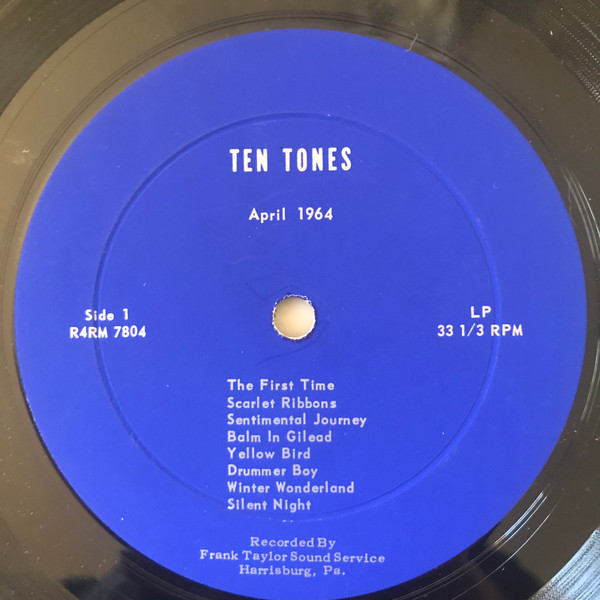 TEN TONES
April 1964
Side 1
R4RM 7804
LP
33 1/3 RPM
The First Time
Scarlet Ribbons
Sentimental Journey
Balm In Gilead
Yellow Bird
Drummer Boy
Winter Wonderland
Silent Night
Recorded By
Frank Taylor Sound Service
Harrisburg, Pa.